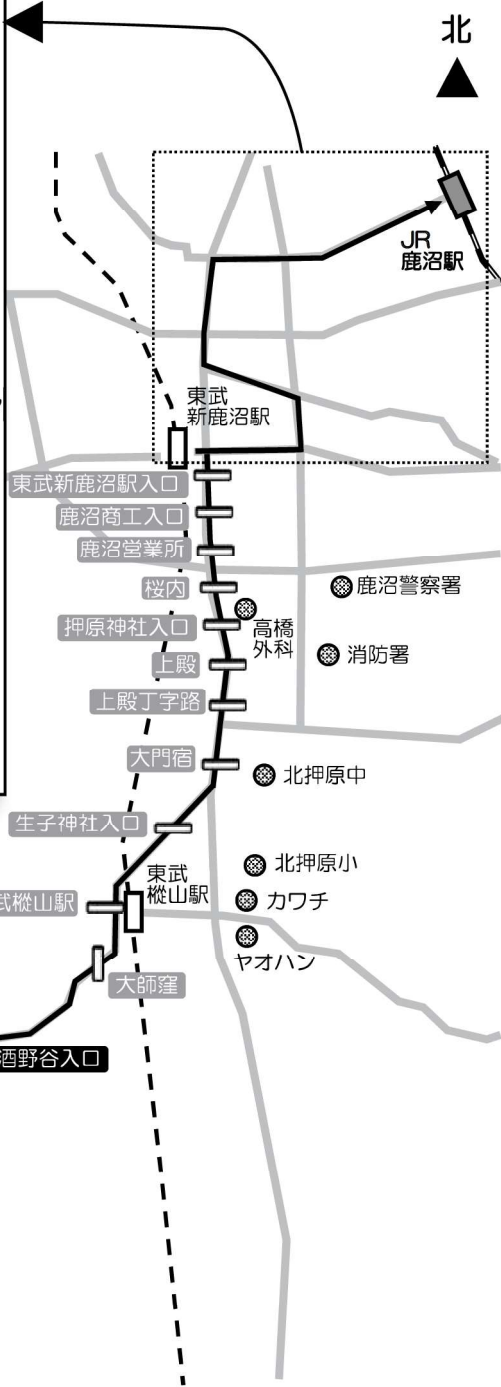 北
JR
鹿沼駅
東武
新鹿沼駅
東武新鹿沼駅入口
鹿沼商工入口
鹿沼営業所
桜内
鹿沼警察署
押原神社入口
高橋
外科
消防署
上殿
上殿丁字路
大門宿
北押原中
生子神社入口
東武
樅山駅
北押原小
武樅山駅
カワチ
ヤオハン
大師窪
酒野谷入口